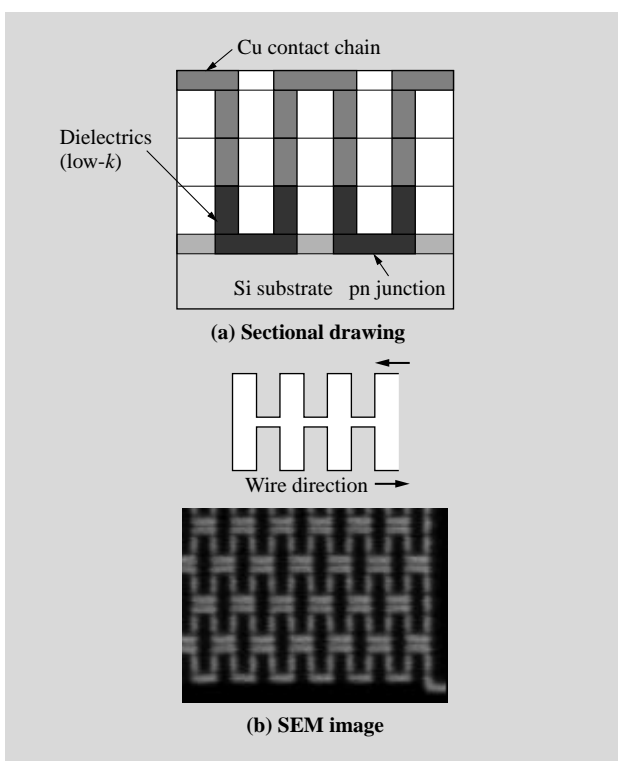 Cu contact chain
Dielectrics
(low-k)
Si substrate
pn junction
(a) Sectional drawing
Wire direction
(b) SEM image